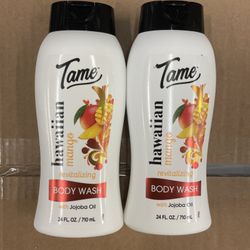 Tame
hawaiian
mango
revitalizing
BODY WASH
with Jojoba Oil
24 FL. OZ. / 710 mL
Tame
hawaiian
mango
revitalizing
BODY WASH
with Jojoba Oil
24 FL. OZ. / 710 mL